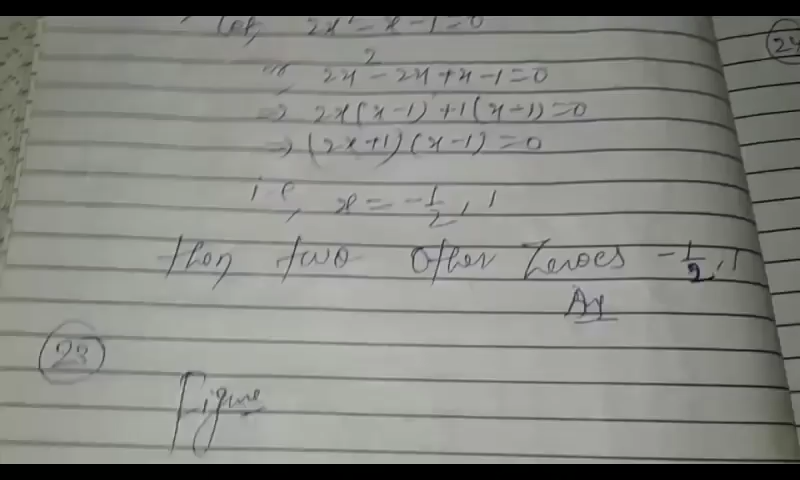 Let, 2x² - x - 1 = 0
2x² - 2x + x - 1 = 0
=> 2x(x-1) + 1(x-1) = 0
=> (2x+1)(x-1) = 0
i.e, x = -1/2, 1
then two other zeroes -1/2, 1
Ans
23
Figure